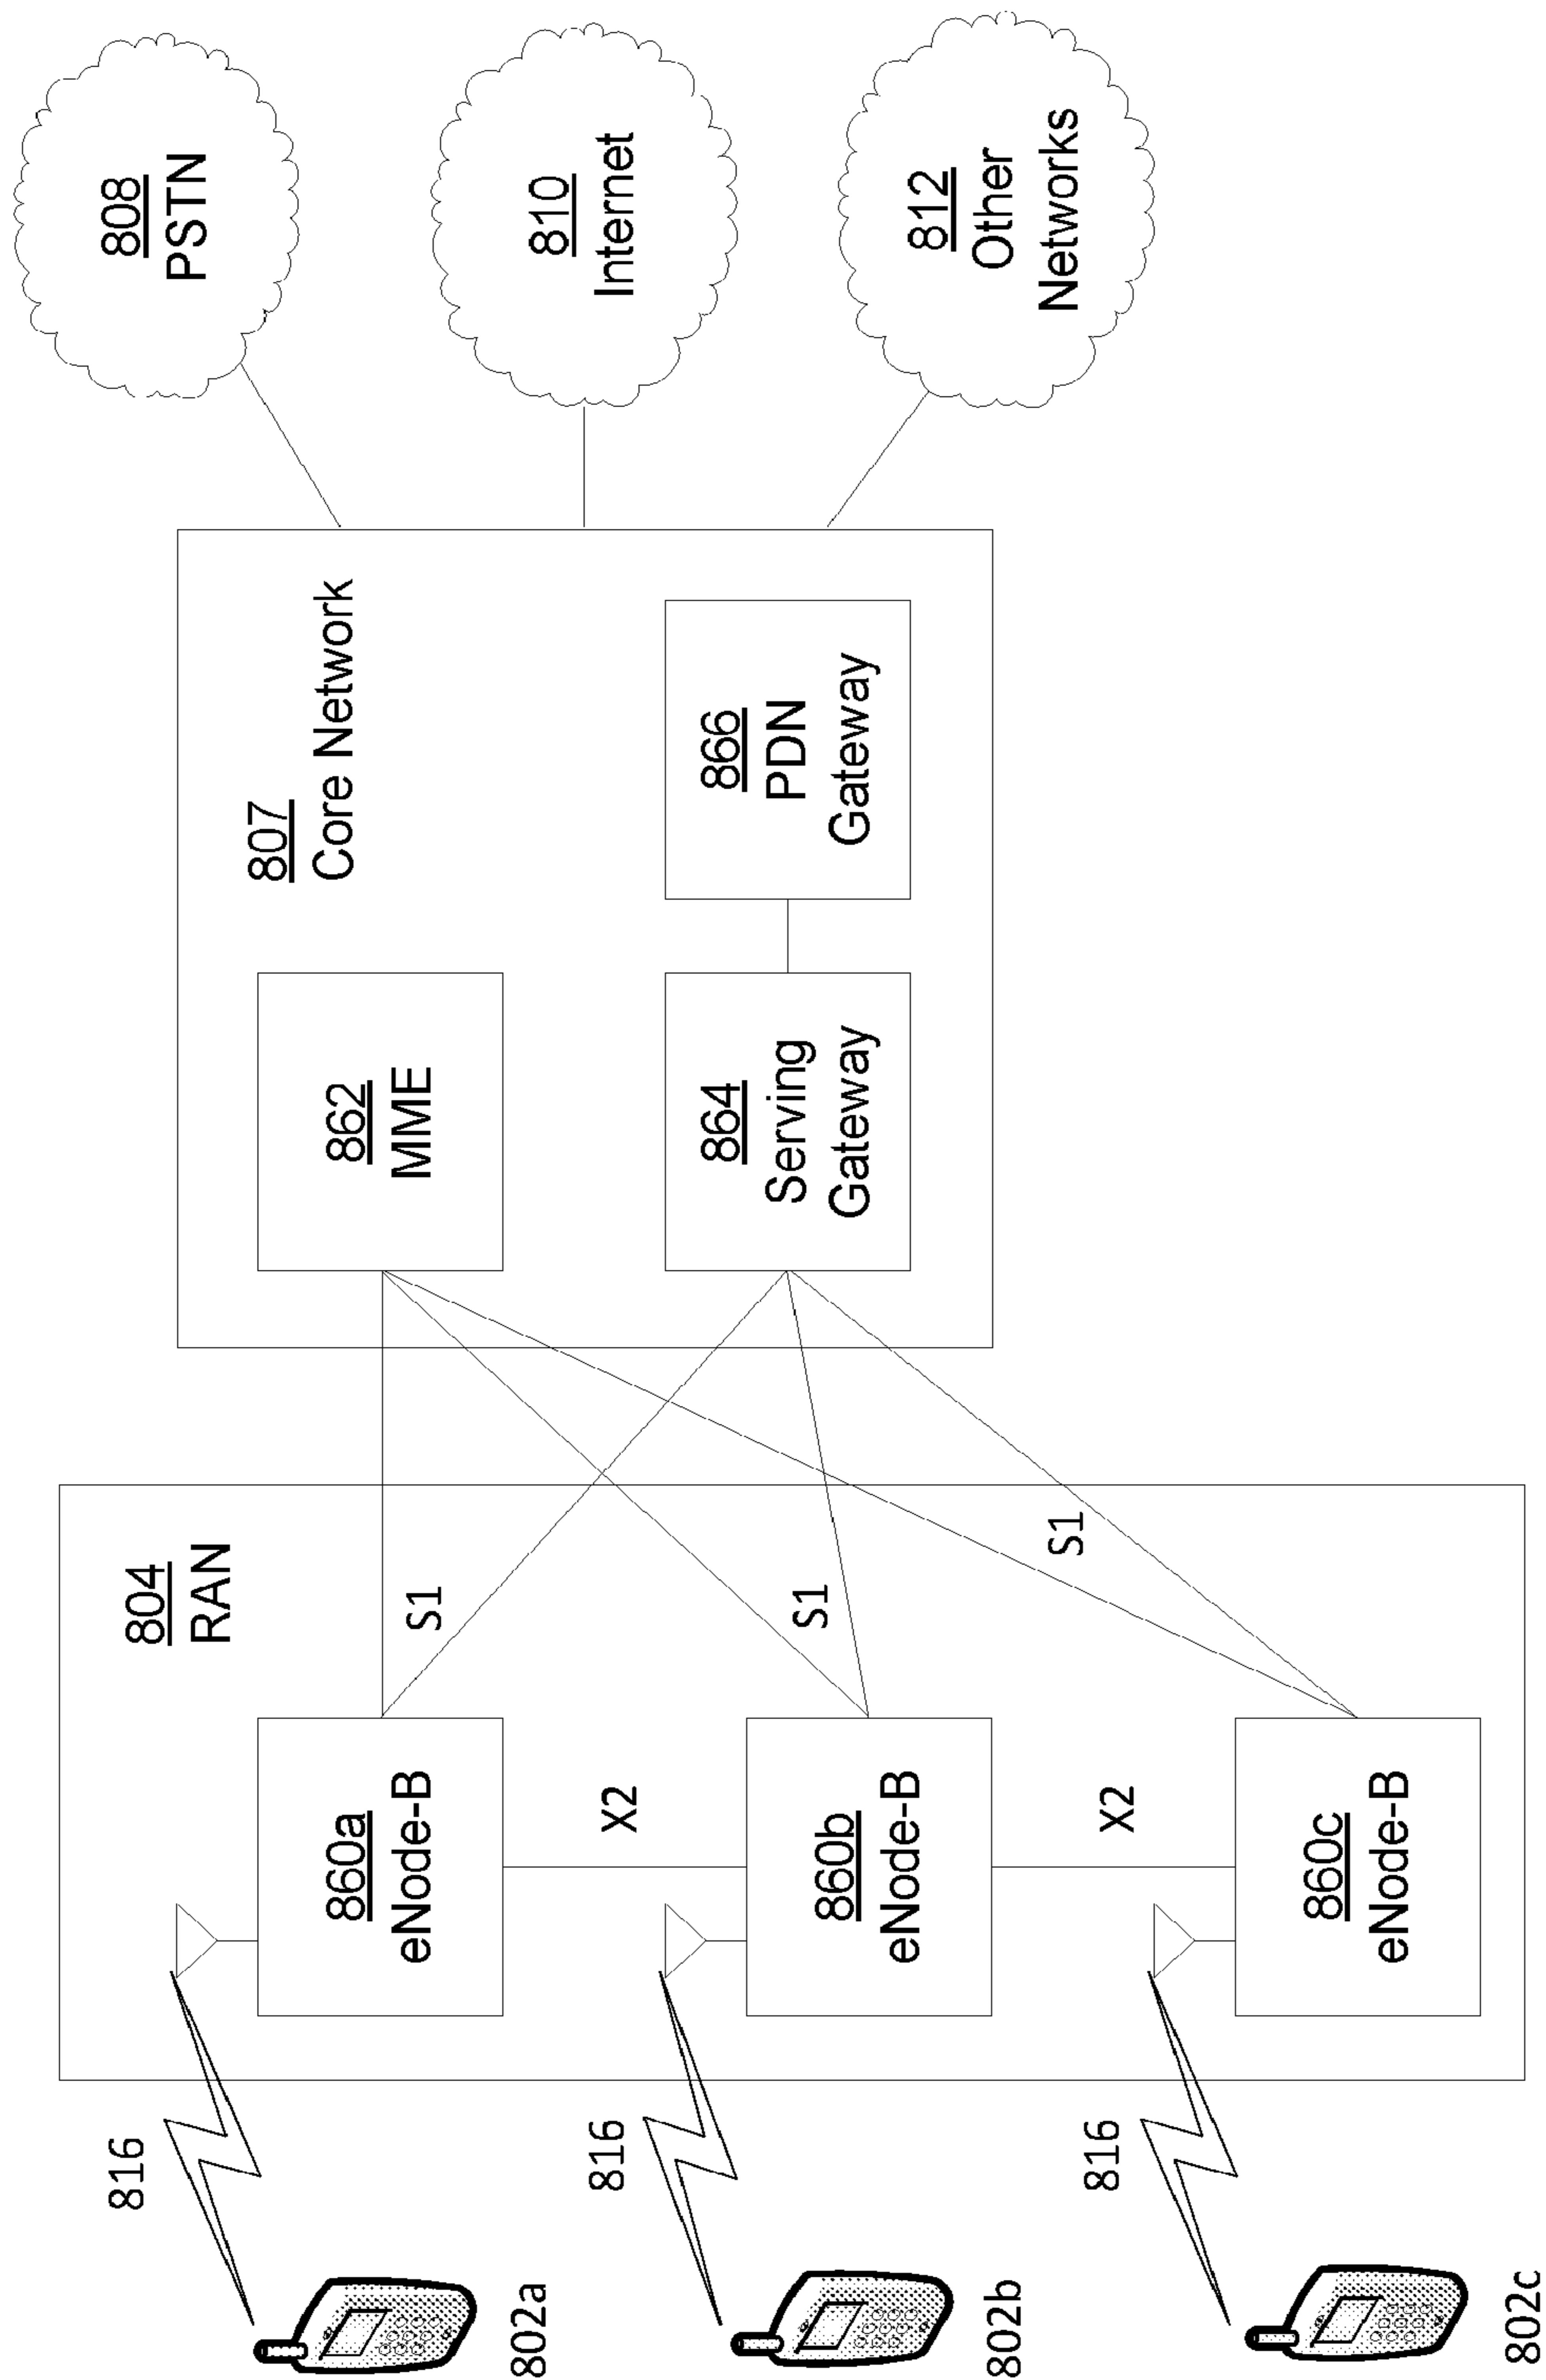 802a
802b
802c
816
816
816
804
RAN
860a
eNode-B
X2
860b
eNode-B
X2
860c
eNode-B
S1
S1
S1
807
Core Network
862
MME
864
Serving
Gateway
866
PDN
Gateway
808
PSTN
810
Internet
812
Other
Networks